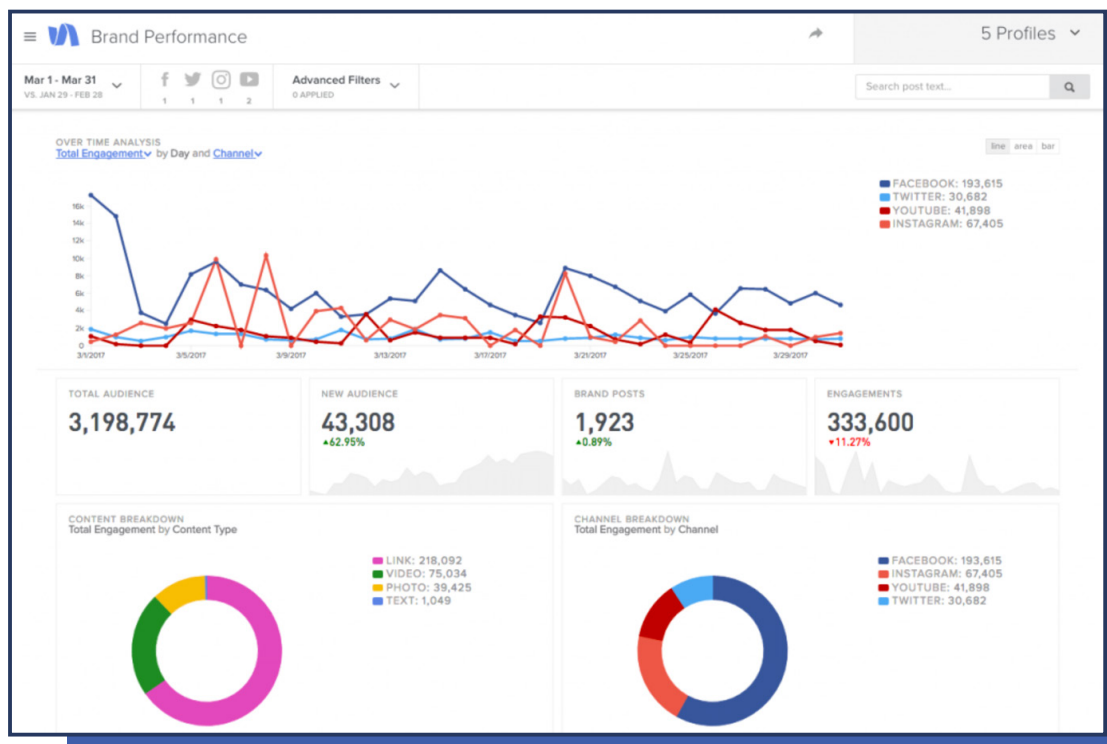 Brand Performance
5 Profiles
Mar 1 - Mar 31
VS. JAN 29 - FEB 28
1 1 1 2
Advanced Filters
0 APPLIED
Search post text...
OVER TIME ANALYSIS
Total Engagement by Day and Channel
line area bar
FACEBOOK: 193,615
TWITTER: 30,682
YOUTUBE: 41,898
INSTAGRAM: 67,405
16k
14k
12k
10k
8k
6k
4k
2k
0
3/1/2017 3/5/2017 3/9/2017 3/13/2017 3/17/2017 3/21/2017 3/25/2017 3/29/2017
TOTAL AUDIENCE
3,198,774
NEW AUDIENCE
43,308
62.95%
BRAND POSTS
1,923
0.89%
ENGAGEMENTS
333,600
11.27%
CONTENT BREAKDOWN
Total Engagement by Content Type
LINK: 218,092
VIDEO: 75,034
PHOTO: 39,425
TEXT: 1,049
CHANNEL BREAKDOWN
Total Engagement by Channel
FACEBOOK: 193,615
INSTAGRAM: 67,405
YOUTUBE: 41,898
TWITTER: 30,682